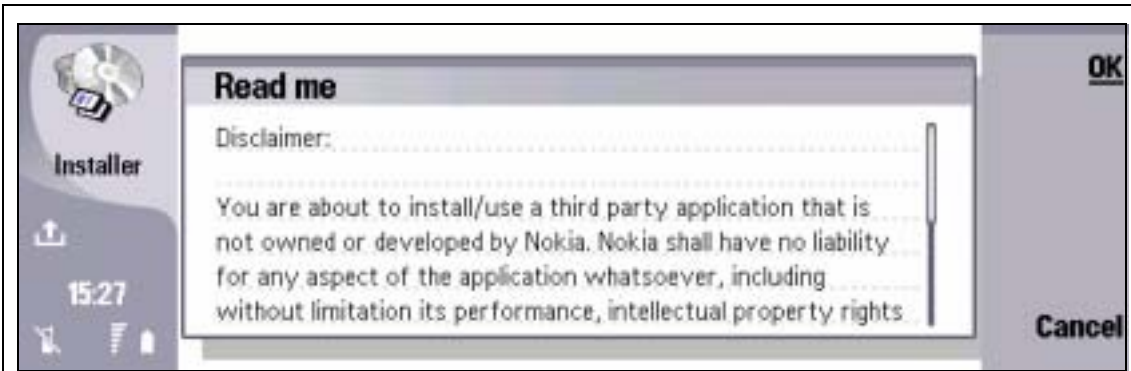 Installer
15:27
Read me
Disclaimer:
You are about to install/use a third party application that is
not owned or developed by Nokia. Nokia shall have no liability
for any aspect of the application whatsoever, including
without limitation its performance, intellectual property rights
OK
Cancel